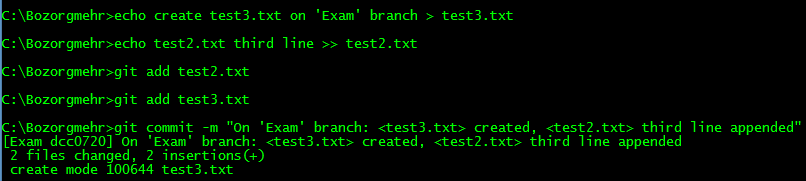 C:\Bozorgmehr>echo create test3.txt on 'Exam' branch > test3.txt
C:\Bozorgmehr>echo test2.txt third line >> test2.txt
C:\Bozorgmehr>git add test2.txt
C:\Bozorgmehr>git add test3.txt
C:\Bozorgmehr>git commit -m "On 'Exam' branch: <test3.txt> created, <test2.txt> third line appended"
[Exam dcc0720] On 'Exam' branch: <test3.txt> created, <test2.txt> third line appended
 2 files changed, 2 insertions(+)
 create mode 100644 test3.txt